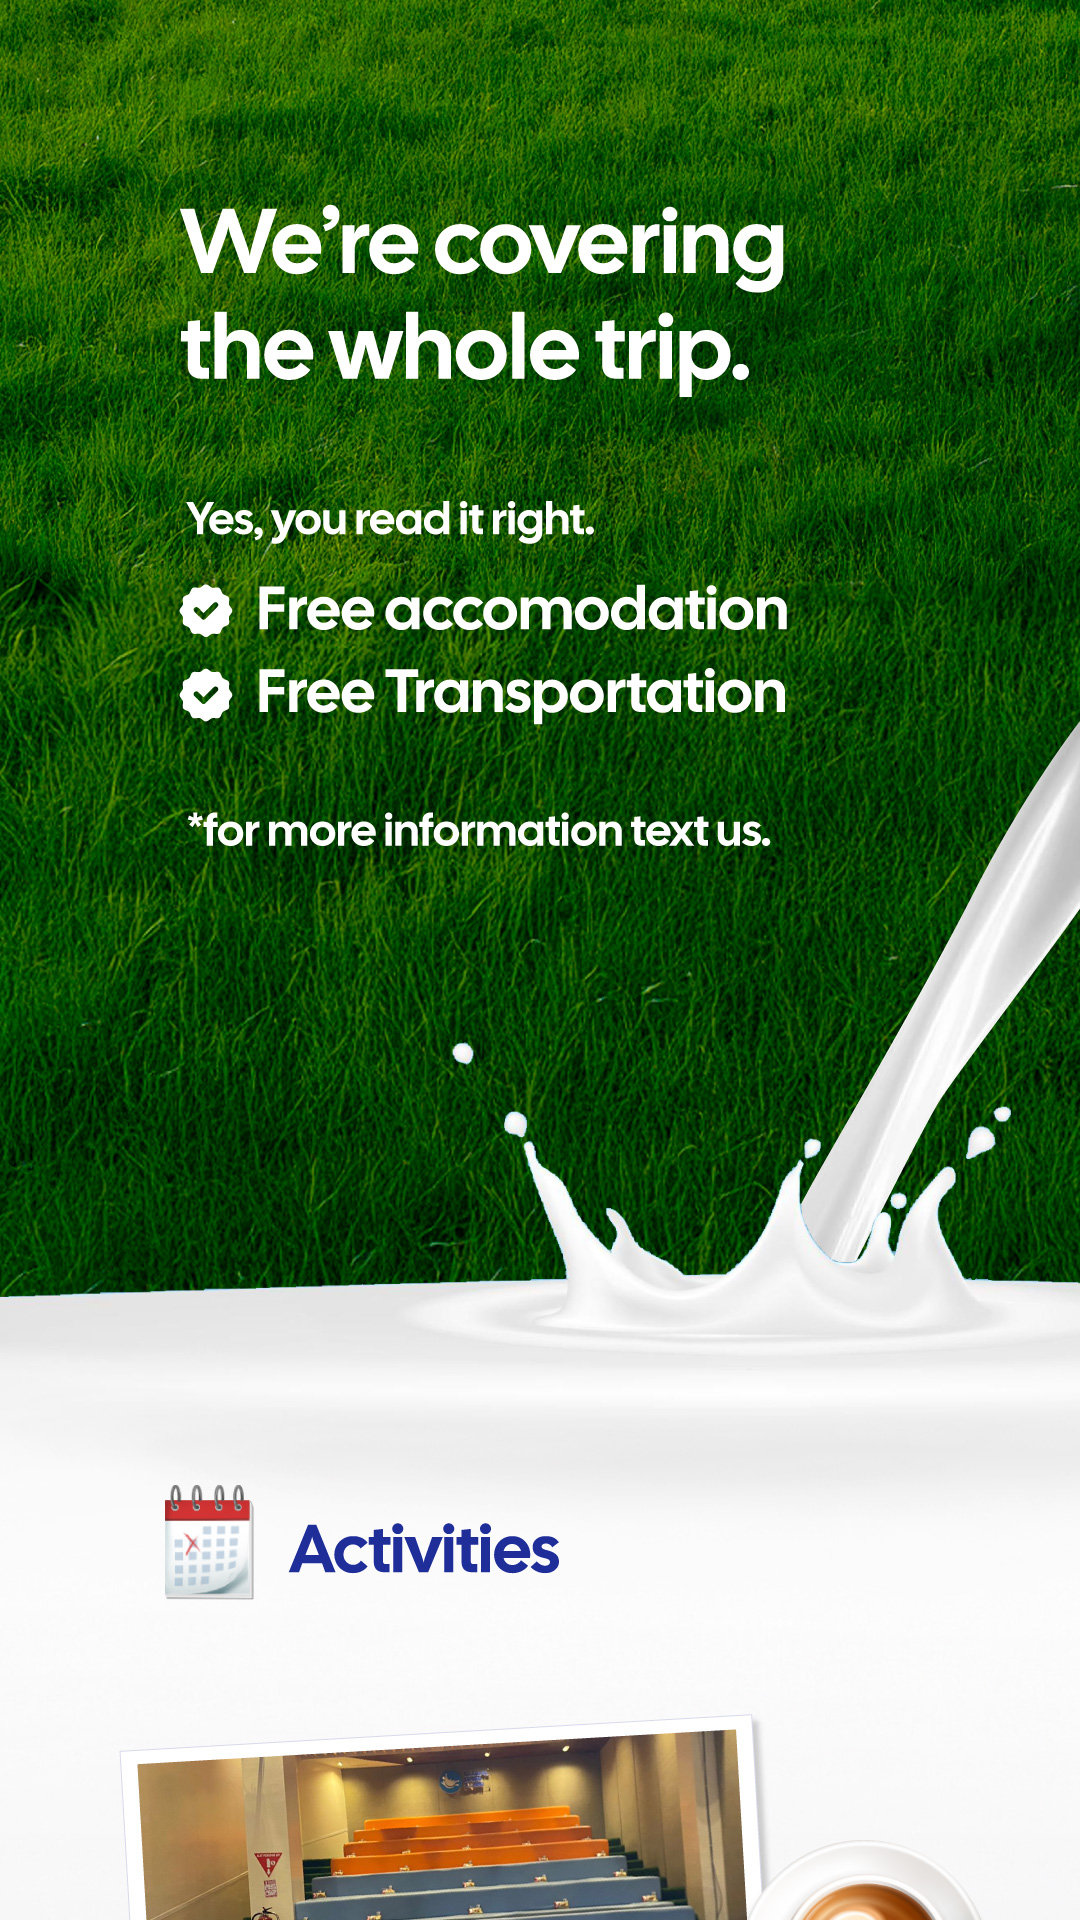 We’re covering
the whole trip.
Yes, you read it right.
Free accomodation
Free Transportation
*for more information text us.
Activities